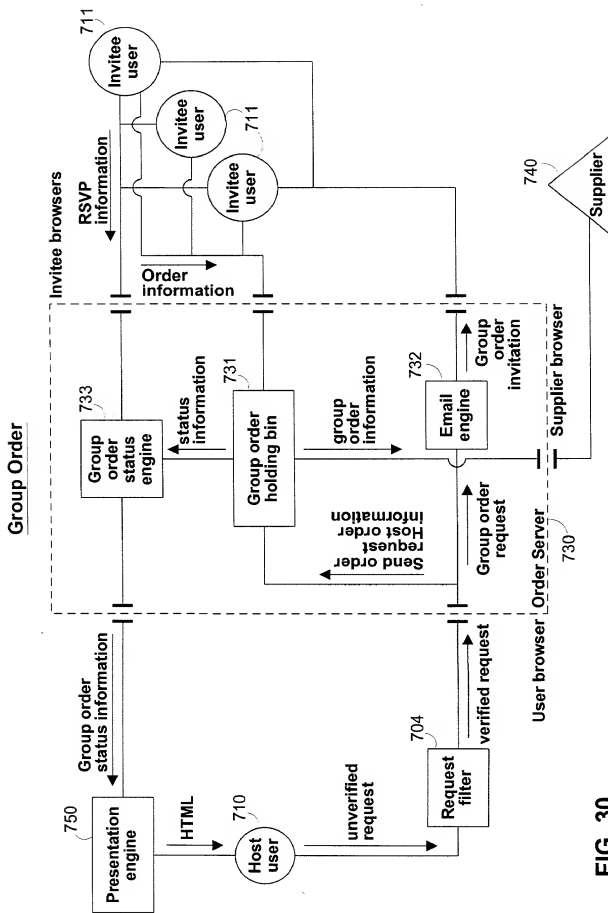 Group Order
711
Invitee
user
Invitee
user
711
Invitee
user
RSVP
information
Invitee browsers
Order
information
740
Supplier
733
Group
order
status
engine
status
information
731
Group order
holding bin
group
order
information
732
Email
engine
Group
order
invitation
Supplier browser
Send order
request
Host order
information
Group order
request
730
Order Server
User browser
Group order
status information
750
Presentation
engine
HTML
710
Host
user
unverified
request
704
Request
filter
verified request
FIG. 30